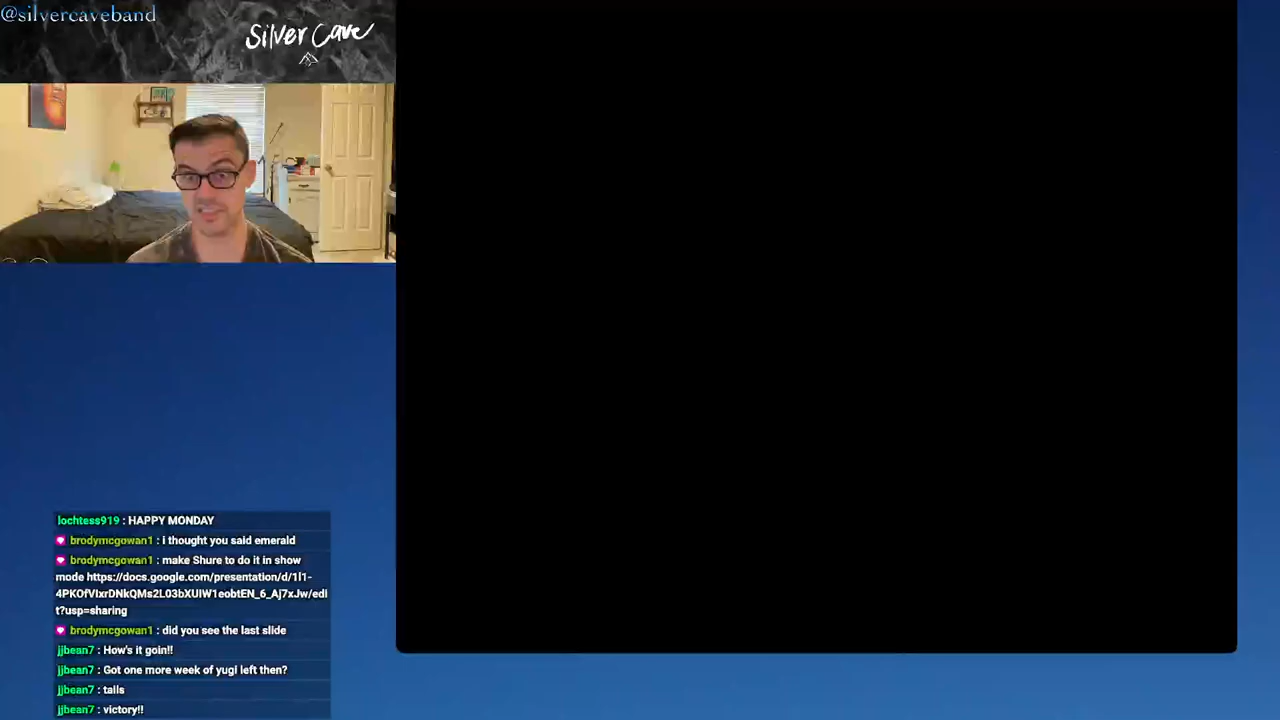 @silvercaveband
Silver Cave
lochtess919 : HAPPY MONDAY
brodymcgowan1 : i thought you said emerald
brodymcgowan1 : make Shure to do it in show
mode https://docs.google.com/presentation/d/1I1-
4PKOfVIxrDNkQMs2L03bXUIW1eobtEN_6_Aj7xJw/edi
t?usp=sharing
brodymcgowan1 : did you see the last slide
jjbean7 : How's it goin!!
jjbean7 : Got one more week of yugi left then?
jjbean7 : tails
jjbean7 : victory!!